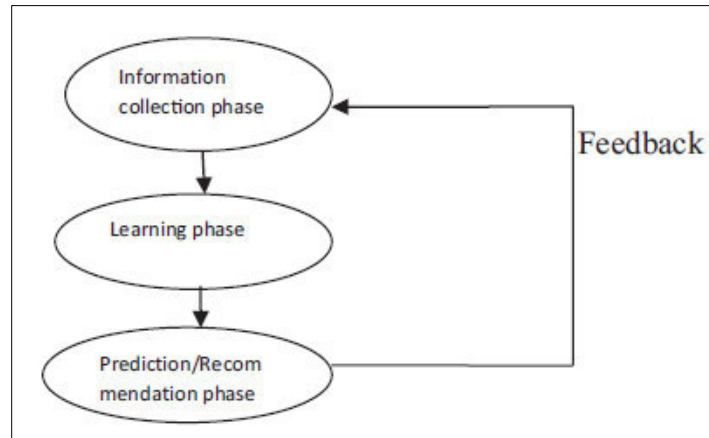 Information
collection phase
Feedback
Learning phase
Prediction/Recom
mendation phase